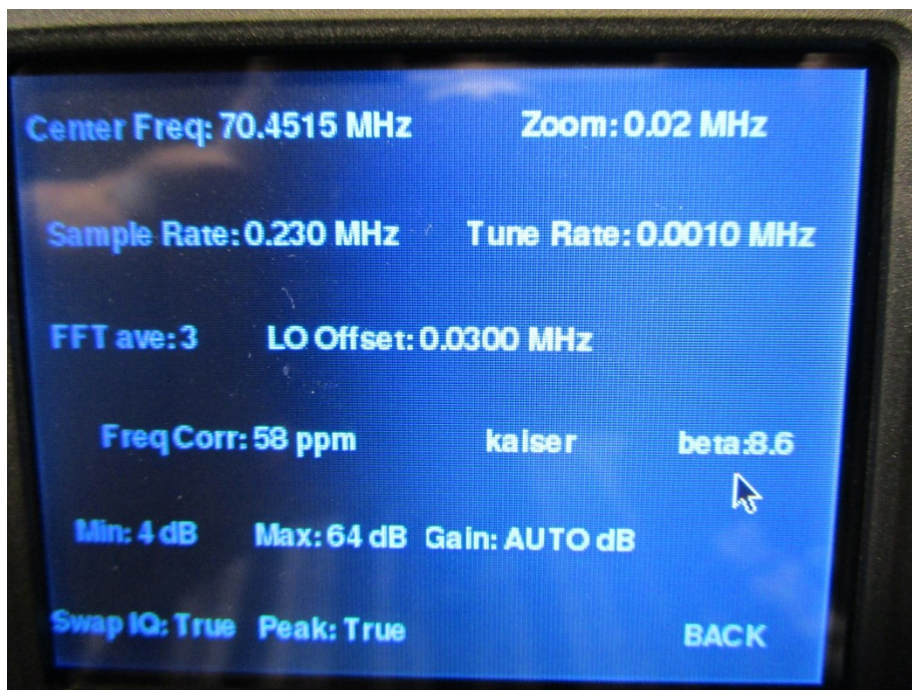 Center Freq: 70.4515 MHz Zoom: 0.02 MHz
Sample Rate: 0.230 MHz Tune Rate: 0.0010 MHz
FFT ave: 3 LO Offset: 0.0300 MHz
Freq Corr: 58 ppm kaiser beta:8.6
Min: 4 dB Max: 64 dB Gain: AUTO dB
Swap IQ: True Peak: True BACK